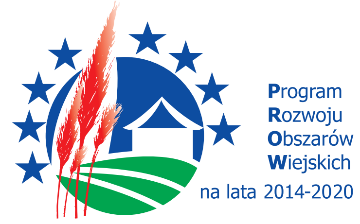 Program
Rozwoju
Obszarów
Wiejskich
na lata 2014-2020